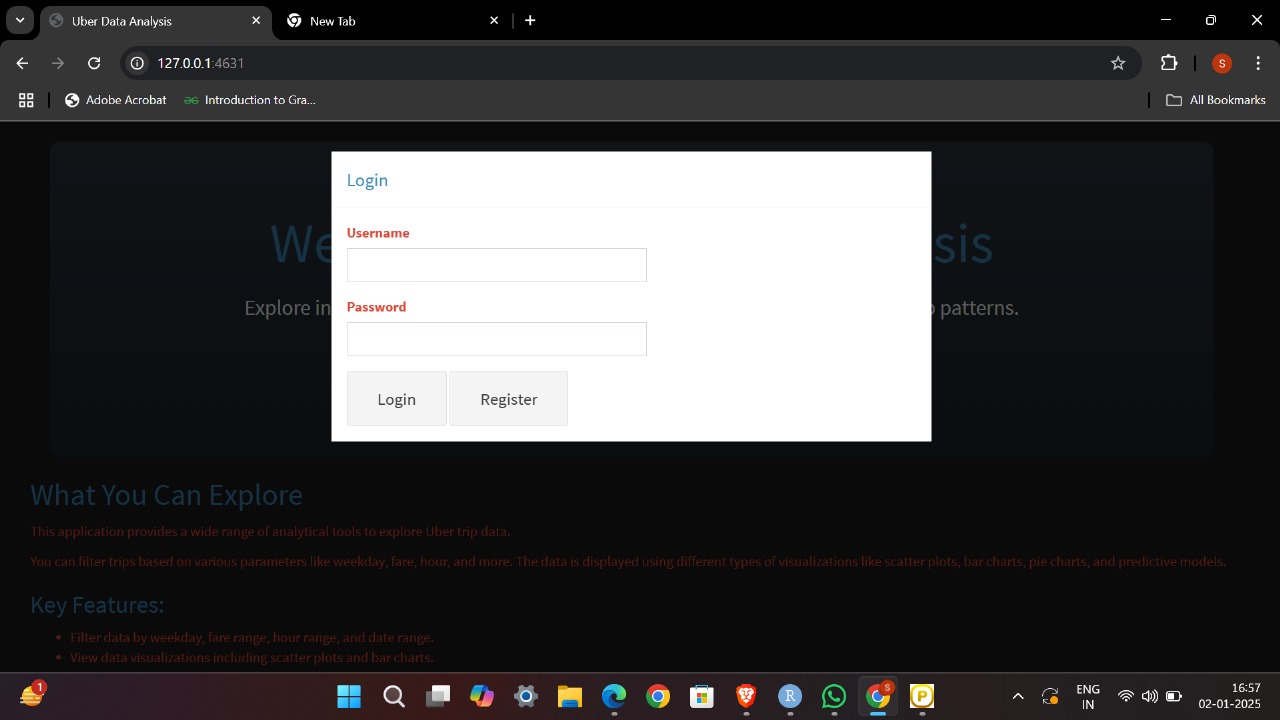 Uber Data Analysis
New Tab
127.0.0.1:4631
S
Adobe Acrobat
Introduction to Gra...
All Bookmarks
Login
We
sis
Username
Explore in
patterns.
Password
Login Register
What You Can Explore
This application provides a wide range of analytical tools to explore Uber trip data.
You can filter trips based on various parameters like weekday, fare, hour, and more. The data is displayed using different types of visualizations like scatter plots, bar charts, pie charts, and predictive models.
Key Features:
• Filter data by weekday, fare range, hour range, and date range.
• View data visualizations including scatter plots and bar charts.
1
R
S
P
ENG
IN
16:57
02-01-2025